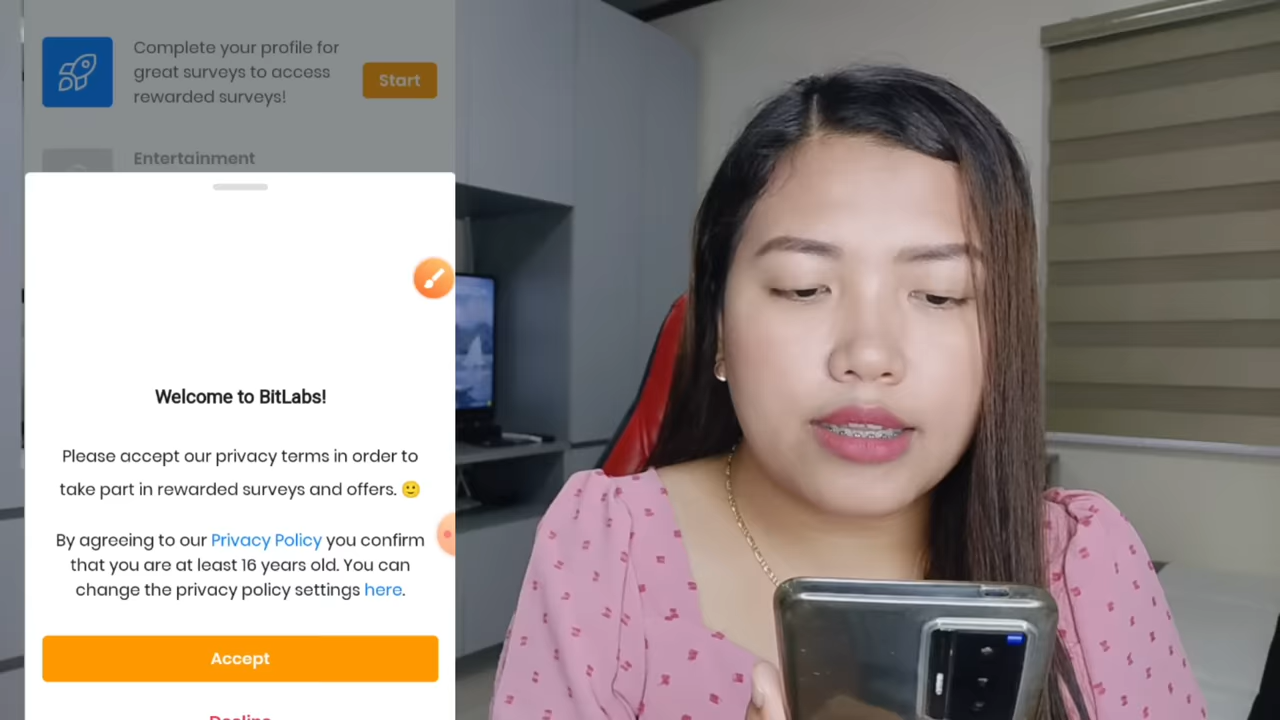 Complete your profile for
great surveys to access
rewarded surveys!
Start
Entertainment
Welcome to BitLabs!
Please accept our privacy terms in order to
take part in rewarded surveys and offers. 🙂
By agreeing to our Privacy Policy you confirm
that you are at least 16 years old. You can
change the privacy policy settings here.
Accept
Decline